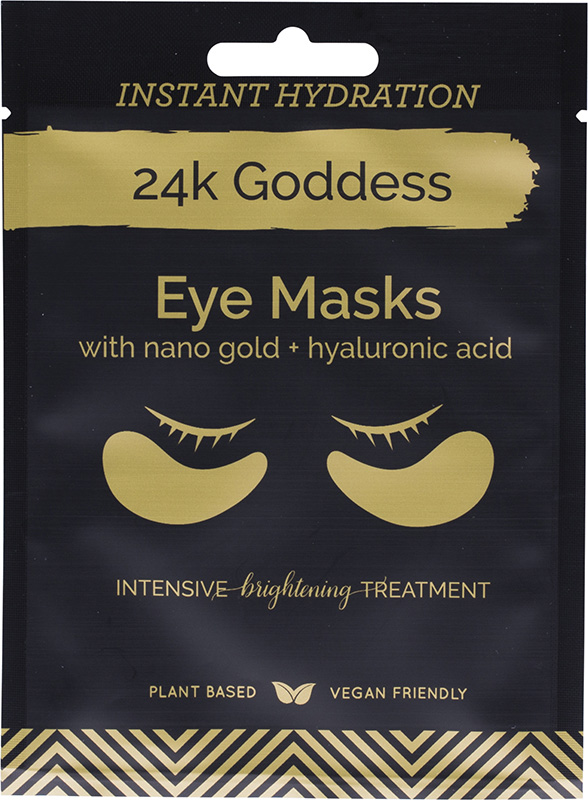 INSTANT HYDRATION
24k Goddess
Eye Masks
with nano gold + hyaluronic acid
INTENSIVE brightening TREATMENT
PLANT BASED VEGAN FRIENDLY